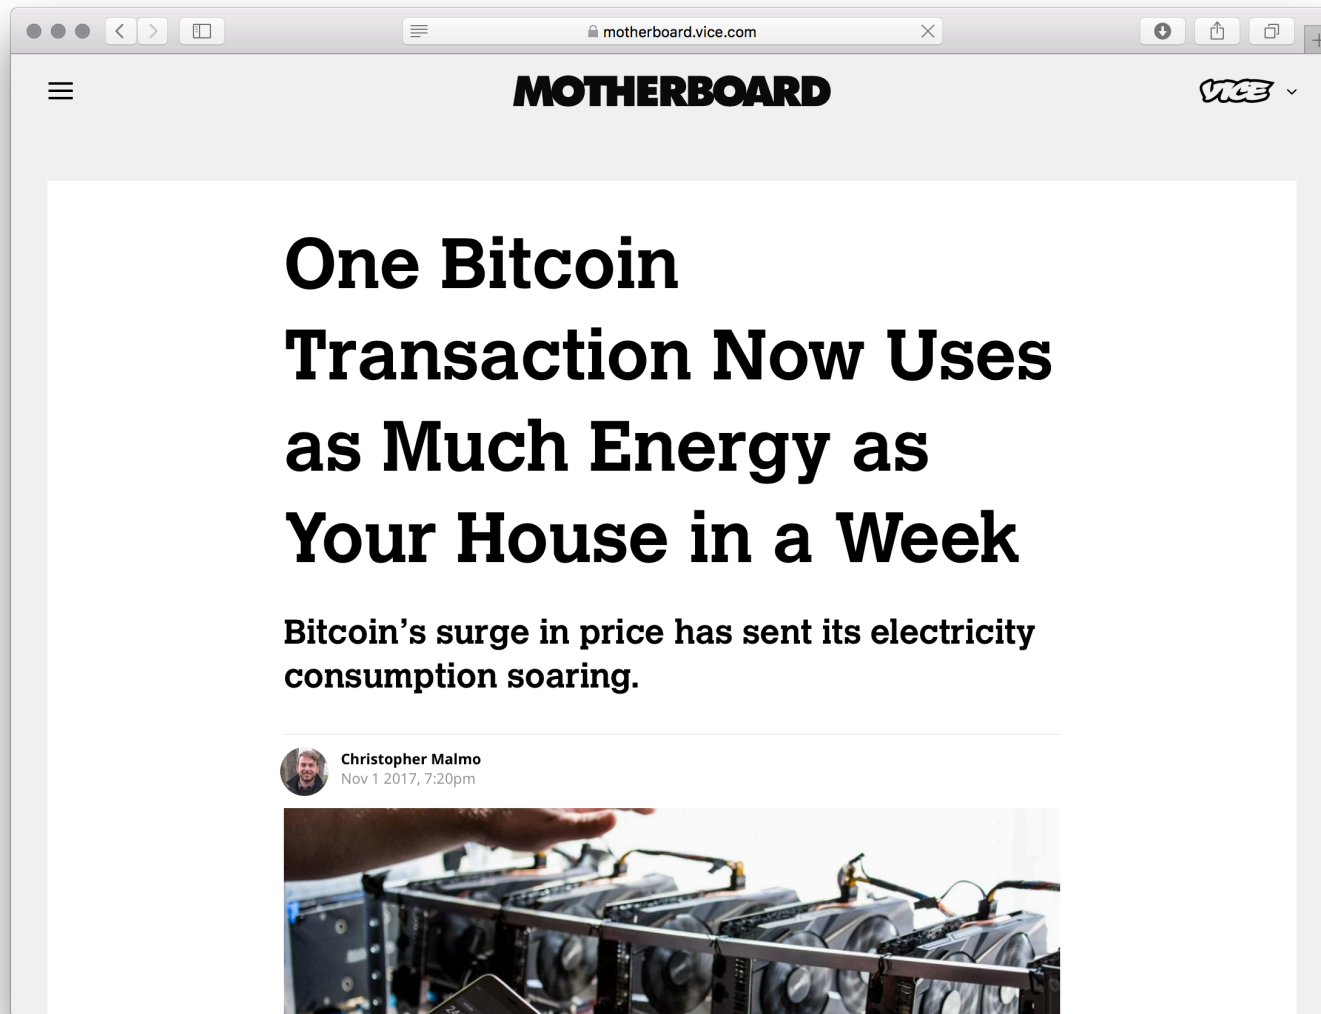 motherboard.vice.com
MOTHERBOARD
VICE
One Bitcoin
Transaction Now Uses
as Much Energy as
Your House in a Week
Bitcoin’s surge in price has sent its electricity
consumption soaring.
Christopher Malmo
Nov 1 2017, 7:20pm